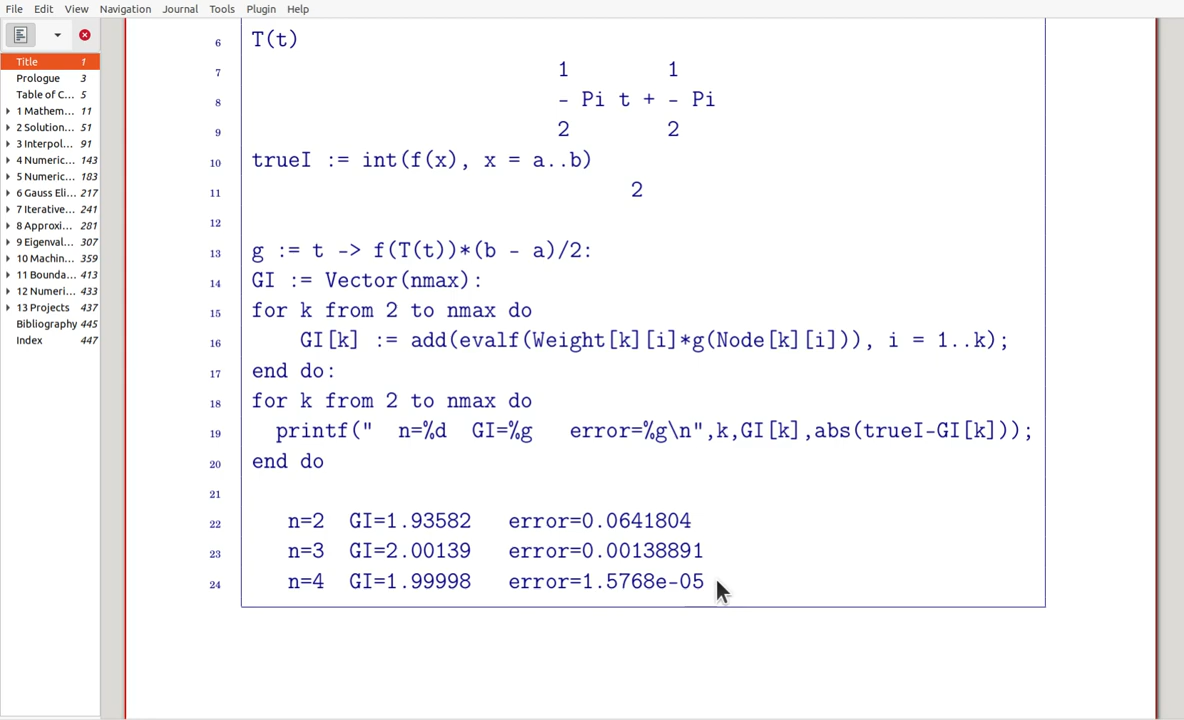 File Edit View Navigation Journal Tools Plugin Help
Title 1
Prologue 3
Table of C... 5
1 Mathem... 11
2 Solution... 51
3 Interpol... 91
4 Numeric... 143
5 Numeric... 183
6 Gauss Eli... 217
7 Iterative... 241
8 Approxi... 281
9 Eigenval... 307
10 Machin... 359
11 Bounda... 413
12 Numeri... 433
13 Projects 437
Bibliography 445
Index 447
6 T(t)
7 1 1
8 - Pi t + - Pi
9 2 2
10 trueI := int(f(x), x = a..b)
11 2
12
13 g := t -> f(T(t))*(b - a)/2:
14 GI := Vector(nmax):
15 for k from 2 to nmax do
16 GI[k] := add(evalf(Weight[k][i]*g(Node[k][i])), i = 1..k);
17 end do:
18 for k from 2 to nmax do
19 printf(" n=%d GI=%g error=%g\n",k,GI[k],abs(trueI-GI[k]));
20 end do
21
22 n=2 GI=1.93582 error=0.0641804
23 n=3 GI=2.00139 error=0.00138891
24 n=4 GI=1.99998 error=1.5768e-05